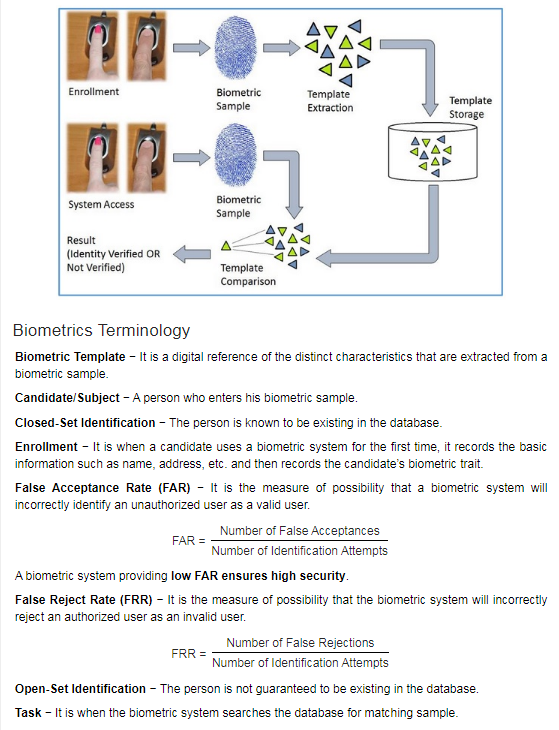 Enrollment
Biometric
Sample
Template
Extraction
Template
Storage
System Access
Biometric
Sample
Result
(Identity Verified OR
Not Verified)
Template
Comparison
Biometrics Terminology
Biometric Template − It is a digital reference of the distinct characteristics that are extracted from a
biometric sample.
Candidate/Subject − A person who enters his biometric sample.
Closed-Set Identification − The person is known to be existing in the database.
Enrollment − It is when a candidate uses a biometric system for the first time, it records the basic
information such as name, address, etc. and then records the candidate's biometric trait.
False Acceptance Rate (FAR) − It is the measure of possibility that a biometric system will
incorrectly identify an unauthorized user as a valid user.
FAR = Number of False Acceptances
Number of Identification Attempts
A biometric system providing low FAR ensures high security.
False Reject Rate (FRR) − It is the measure of possibility that the biometric system will incorrectly
reject an authorized user as an invalid user.
FRR = Number of False Rejections
Number of Identification Attempts
Open-Set Identification − The person is not guaranteed to be existing in the database.
Task − It is when the biometric system searches the database for matching sample.